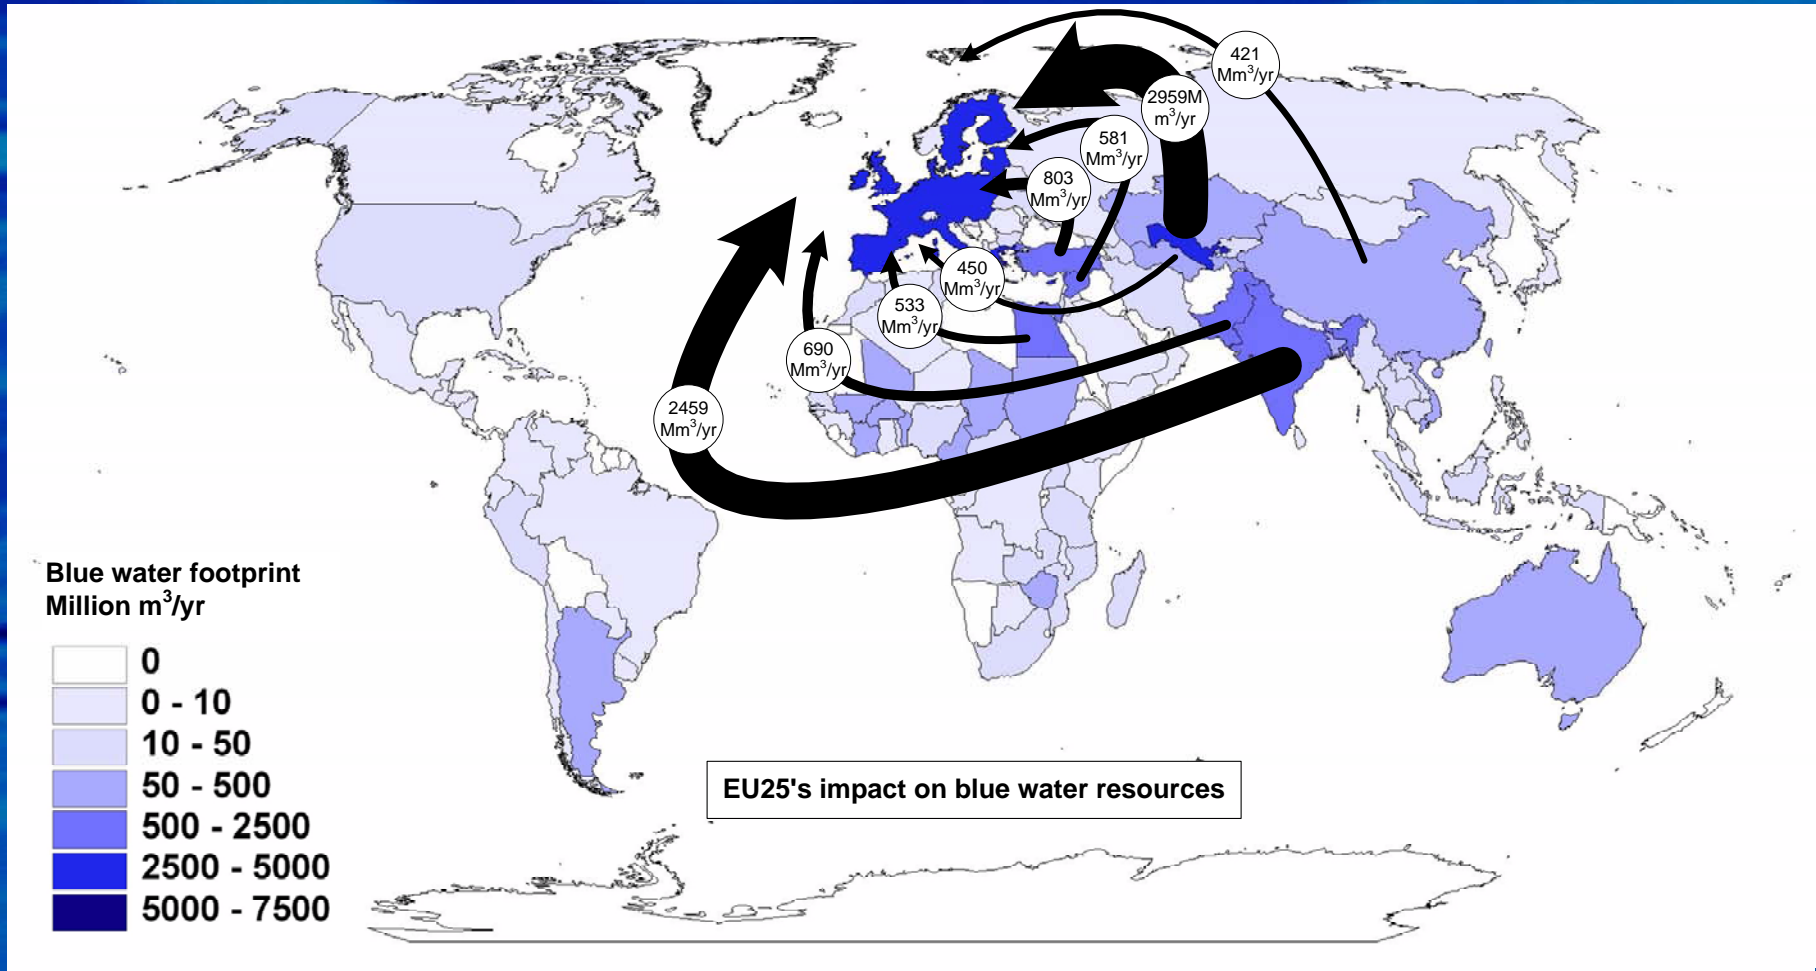 421
Mm³/yr
2959M
m³/yr
581
Mm³/yr
803
Mm³/yr
450
Mm³/yr
533
Mm³/yr
690
Mm³/yr
2459
Mm³/yr
Blue water footprint
Million m³/yr
0
0 - 10
10 - 50
50 - 500
500 - 2500
2500 - 5000
5000 - 7500
EU25's impact on blue water resources